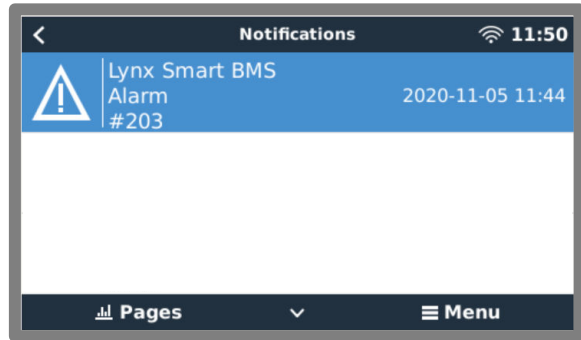 Notifications 11:50
Lynx Smart BMS
Alarm 2020-11-05 11:44
#203
Pages Menu